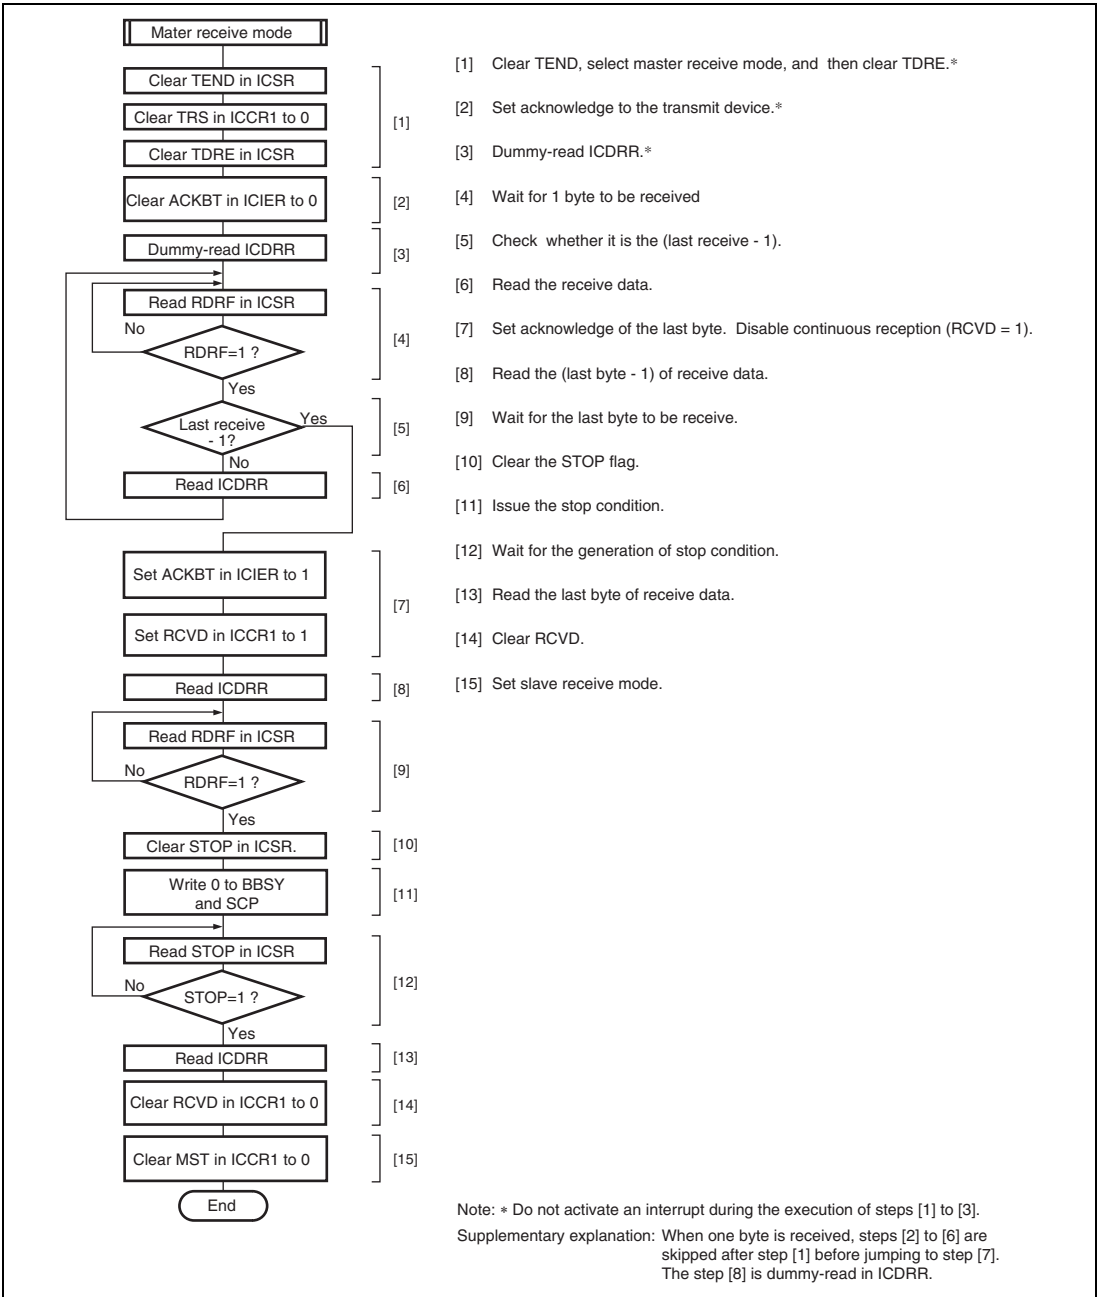 Mater receive mode
Clear TEND in ICSR
Clear TRS in ICCR1 to 0
Clear TDRE in ICSR
[1]
Clear ACKBT in ICIER to 0
[2]
Dummy-read ICDRR
[3]
Read RDRF in ICSR
No
RDRF=1 ?
[4]
Yes
Last receive
- 1?
Yes
[5]
No
Read ICDRR
[6]
Set ACKBT in ICIER to 1
[7]
Set RCVD in ICCR1 to 1
Read ICDRR
[8]
Read RDRF in ICSR
No
RDRF=1 ?
[9]
Yes
Clear STOP in ICSR.
[10]
Write 0 to BBSY
and SCP
[11]
Read STOP in ICSR
No
STOP=1 ?
[12]
Yes
Read ICDRR
[13]
Clear RCVD in ICCR1 to 0
[14]
Clear MST in ICCR1 to 0
[15]
End
[1] Clear TEND, select master receive mode, and then clear TDRE.*
[2] Set acknowledge to the transmit device.*
[3] Dummy-read ICDRR.*
[4] Wait for 1 byte to be received
[5] Check whether it is the (last receive - 1).
[6] Read the receive data.
[7] Set acknowledge of the last byte. Disable continuous reception (RCVD = 1).
[8] Read the (last byte - 1) of receive data.
[9] Wait for the last byte to be receive.
[10] Clear the STOP flag.
[11] Issue the stop condition.
[12] Wait for the generation of stop condition.
[13] Read the last byte of receive data.
[14] Clear RCVD.
[15] Set slave receive mode.
Note: * Do not activate an interrupt during the execution of steps [1] to [3].
Supplementary explanation: When one byte is received, steps [2] to [6] are
skipped after step [1] before jumping to step [7].
The step [8] is dummy-read in ICDRR.